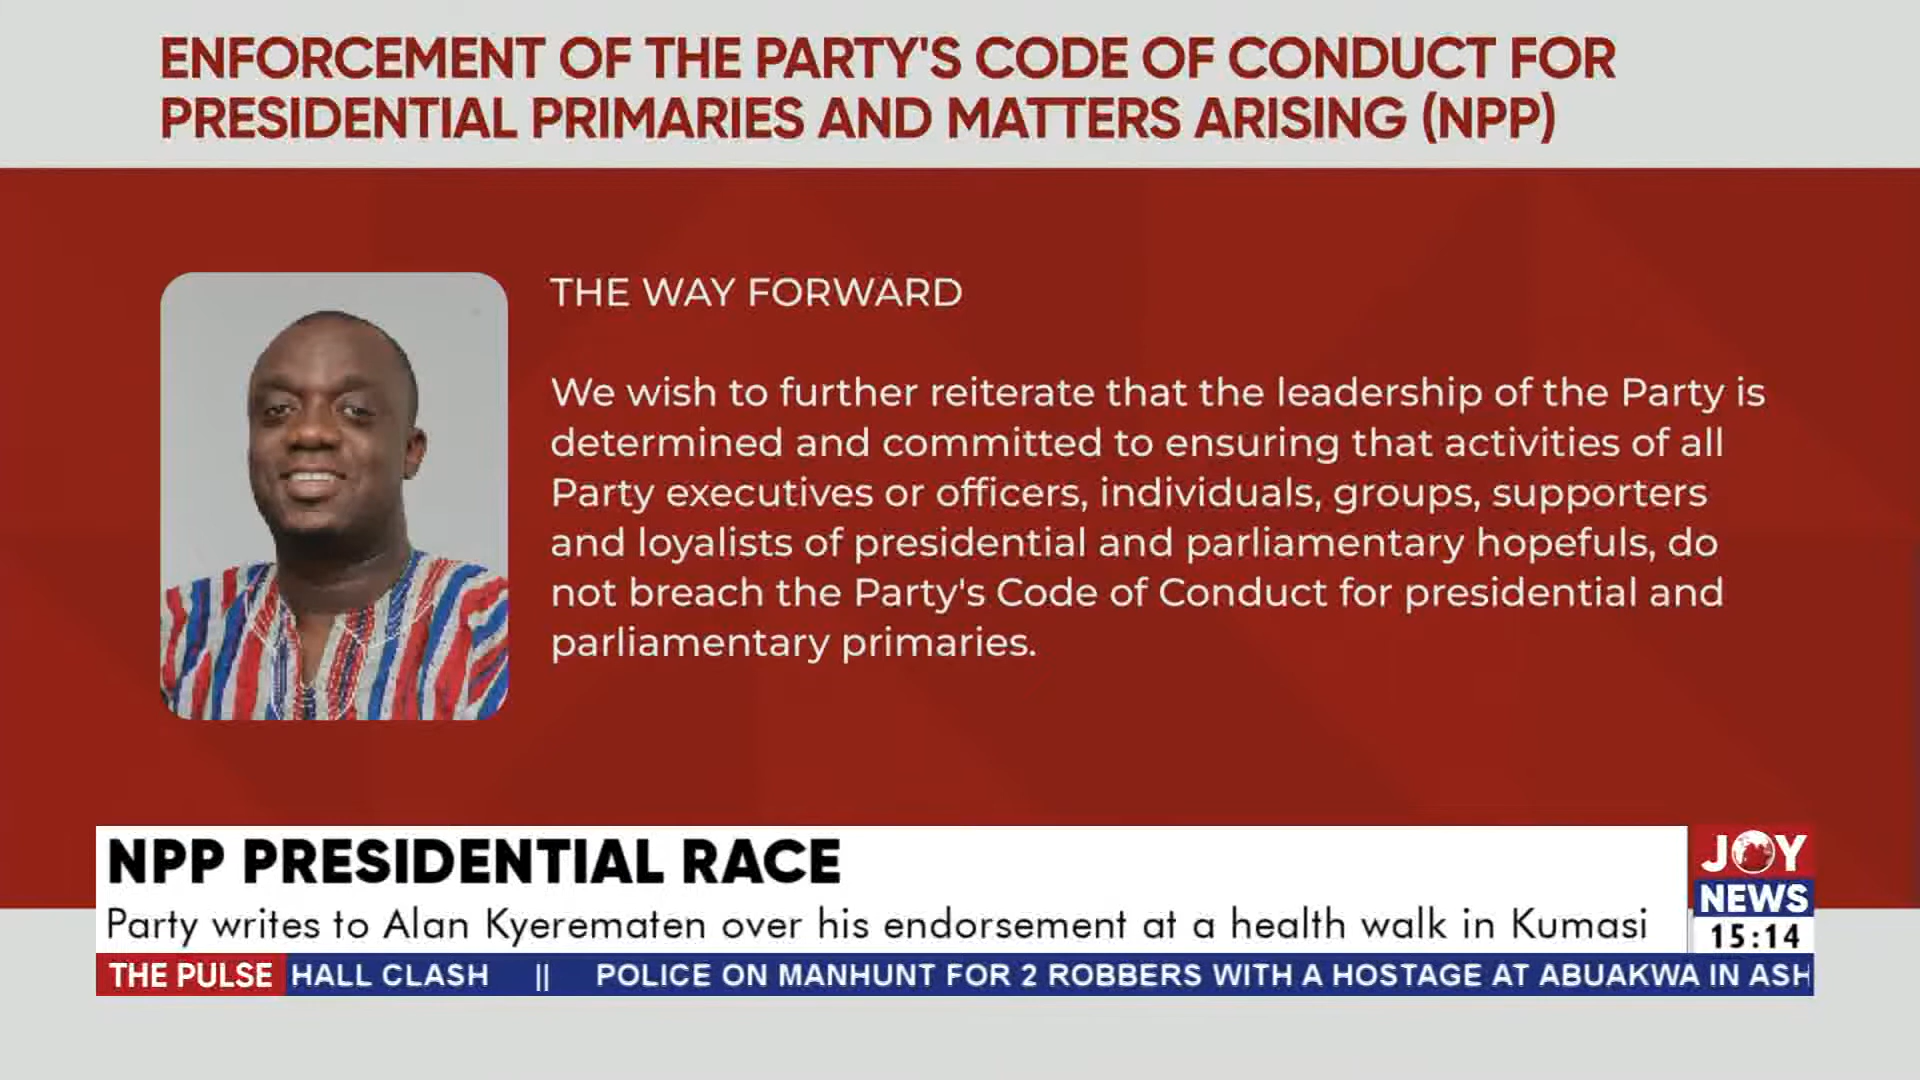 ENFORCEMENT OF THE PARTY'S CODE OF CONDUCT FOR
PRESIDENTIAL PRIMARIES AND MATTERS ARISING (NPP)
THE WAY FORWARD
We wish to further reiterate that the leadership of the Party is
determined and committed to ensuring that activities of all
Party executives or officers, individuals, groups, supporters
and loyalists of presidential and parliamentary hopefuls, do
not breach the Party's Code of Conduct for presidential and
parliamentary primaries.
NPP PRESIDENTIAL RACE
Party writes to Alan Kyerematen over his endorsement at a health walk in Kumasi
JOY
NEWS
15:14
THE PULSE HALL CLASH || POLICE ON MANHUNT FOR 2 ROBBERS WITH A HOSTAGE AT ABUAKWA IN ASH